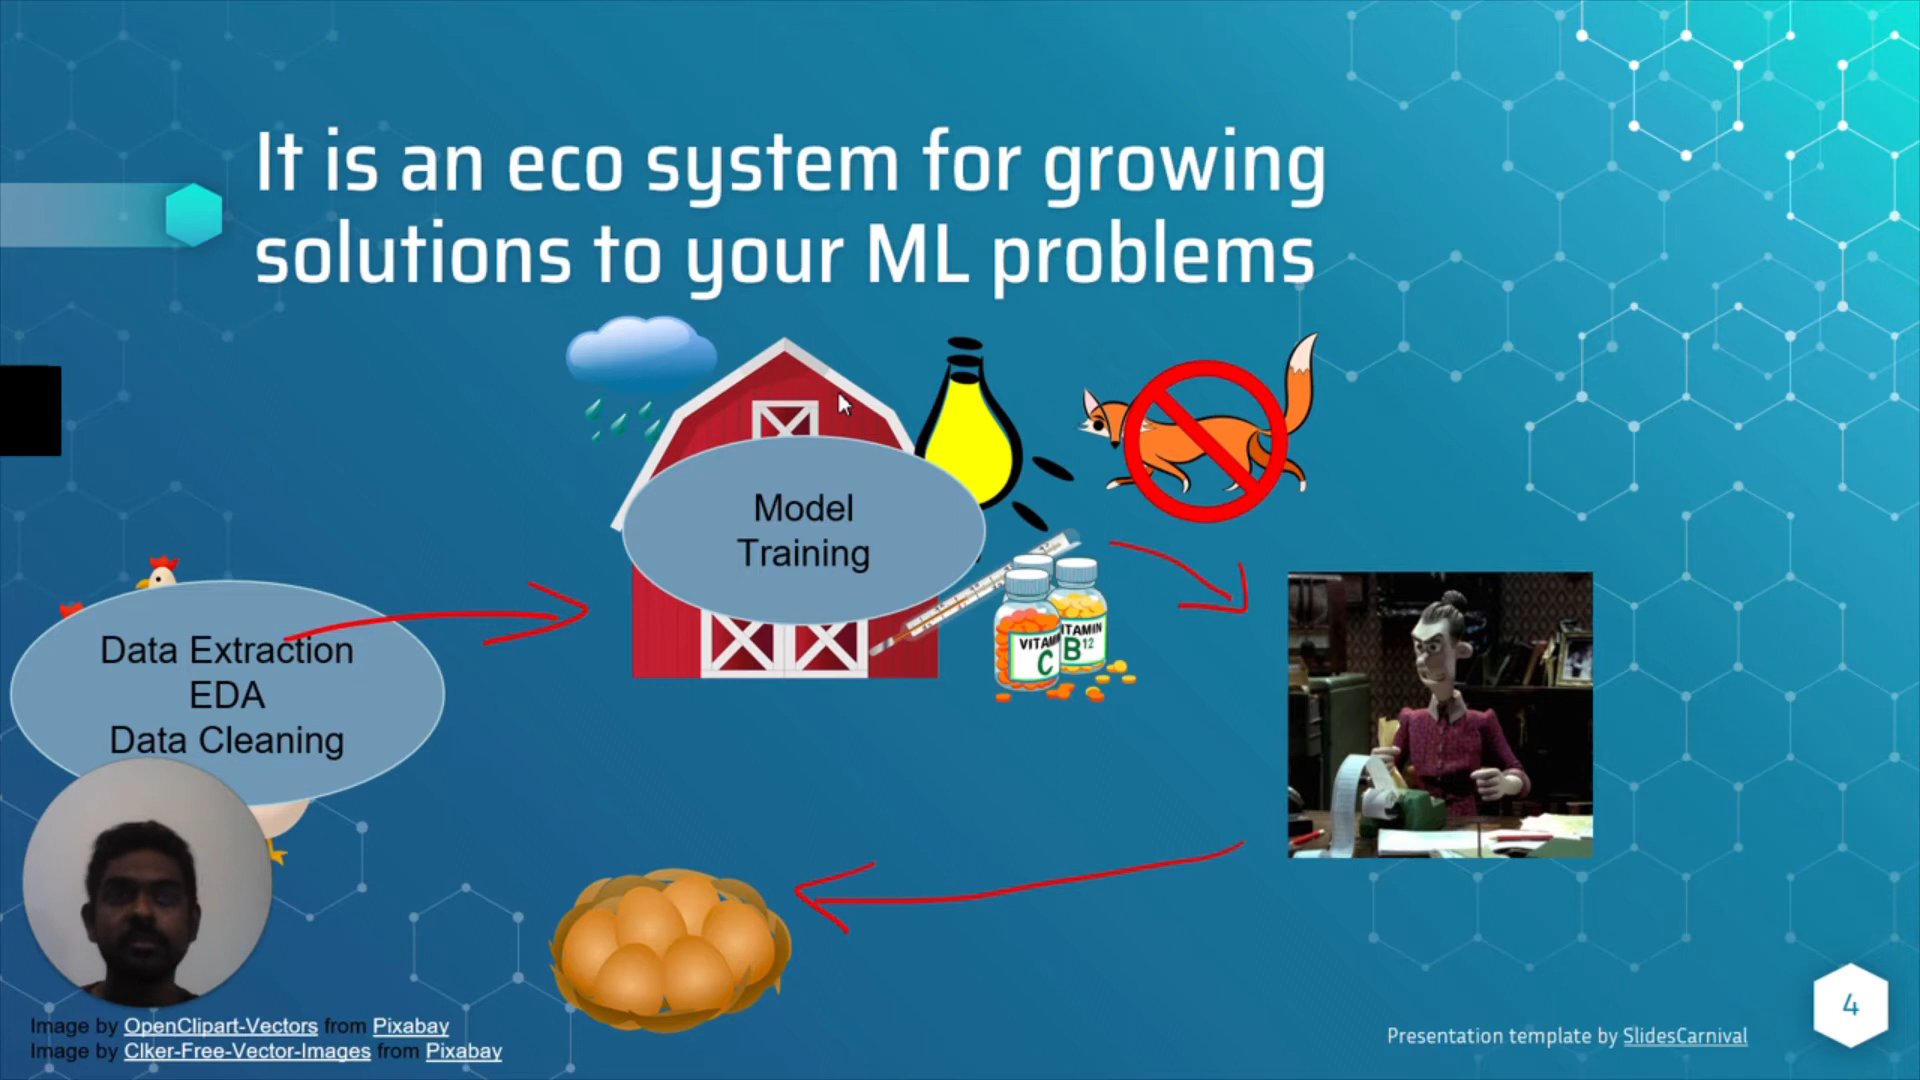 It is an eco system for growing
solutions to your ML problems
Model
Training
VITAMIN
C
B12
Data Extraction
EDA
Data Cleaning
Image by OpenClipart-Vectors from Pixabay
Image by Clker-Free-Vector-Images from Pixabay
Presentation template by SlidesCarnival
4